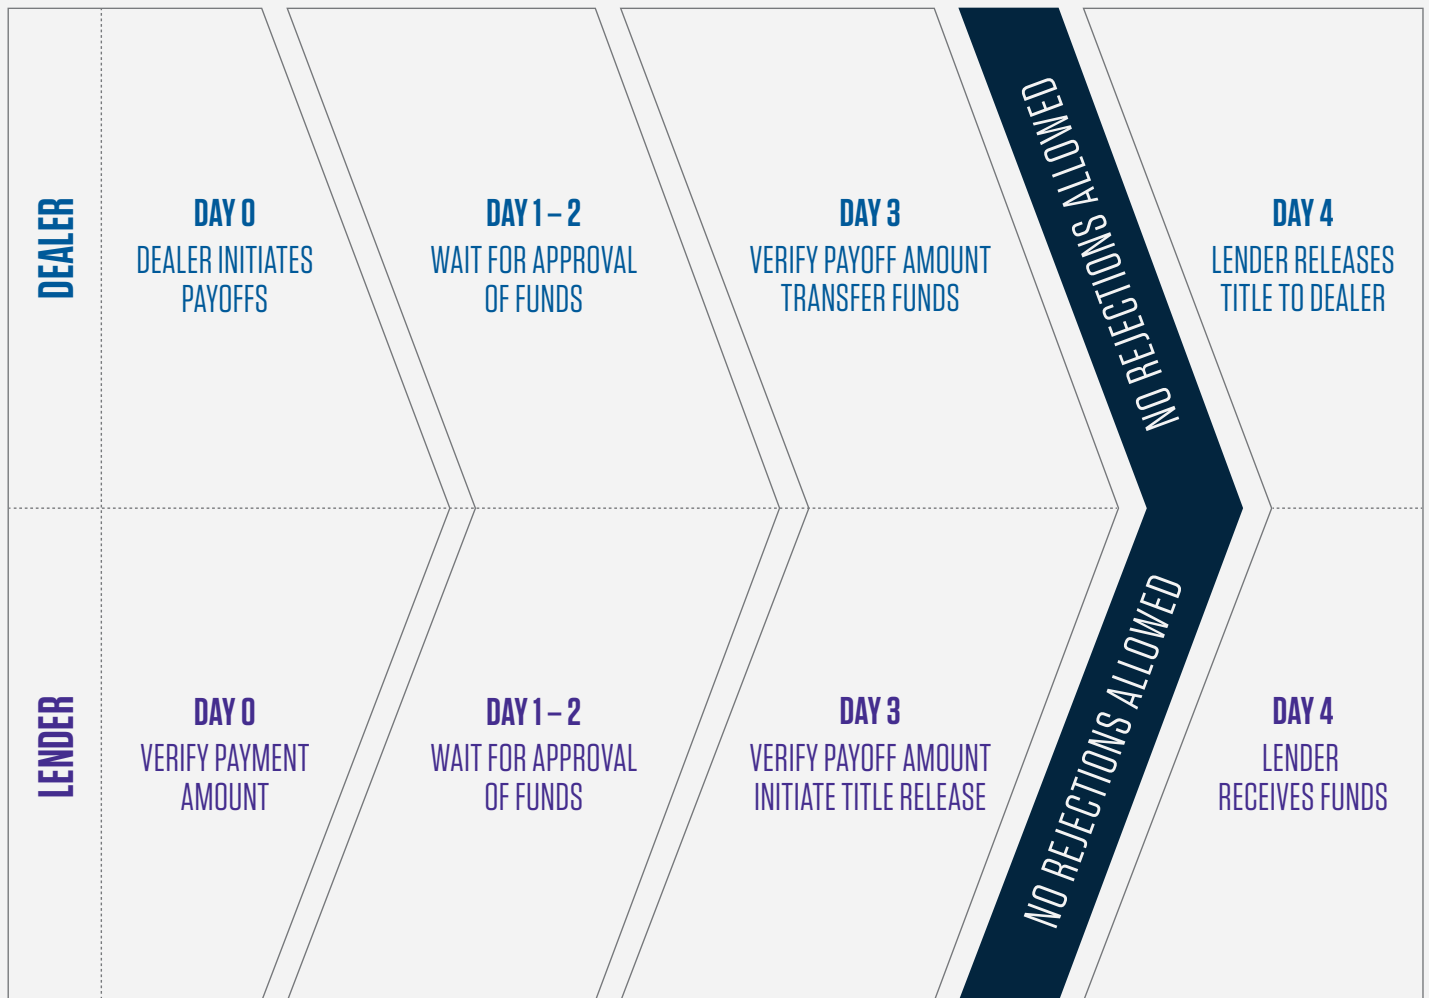 DEALER
DAY 0
DEALER INITIATES
PAYOFFS
DAY 1 – 2
WAIT FOR APPROVAL
OF FUNDS
DAY 3
VERIFY PAYOFF AMOUNT
TRANSFER FUNDS
NO REJECTIONS ALLOWED
DAY 4
LENDER RELEASES
TITLE TO DEALER
LENDER
DAY 0
VERIFY PAYMENT
AMOUNT
DAY 1 – 2
WAIT FOR APPROVAL
OF FUNDS
DAY 3
VERIFY PAYOFF AMOUNT
INITIATE TITLE RELEASE
NO REJECTIONS ALLOWED
DAY 4
LENDER
RECEIVES FUNDS